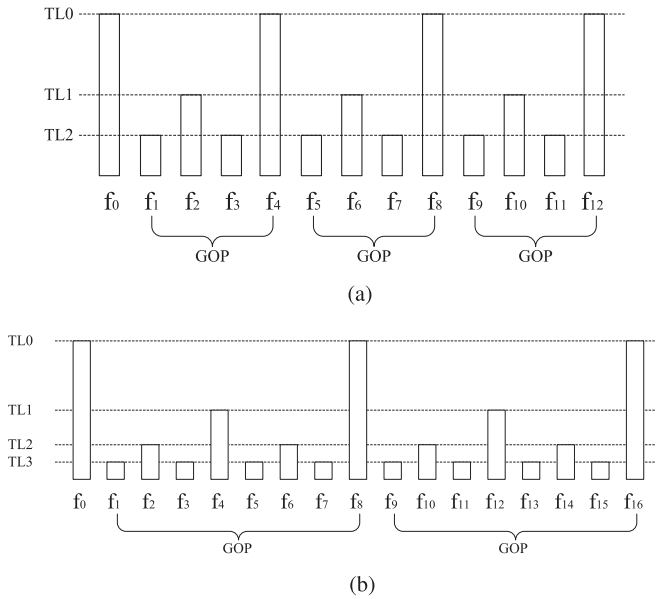 TL0
TL1
TL2
f0 f1 f2 f3 f4 f5 f6 f7 f8 f9 f10 f11 f12
GOP GOP GOP
(a)
TL0
TL1
TL2
TL3
f0 f1 f2 f3 f4 f5 f6 f7 f8 f9 f10 f11 f12 f13 f14 f15 f16
GOP GOP
(b)